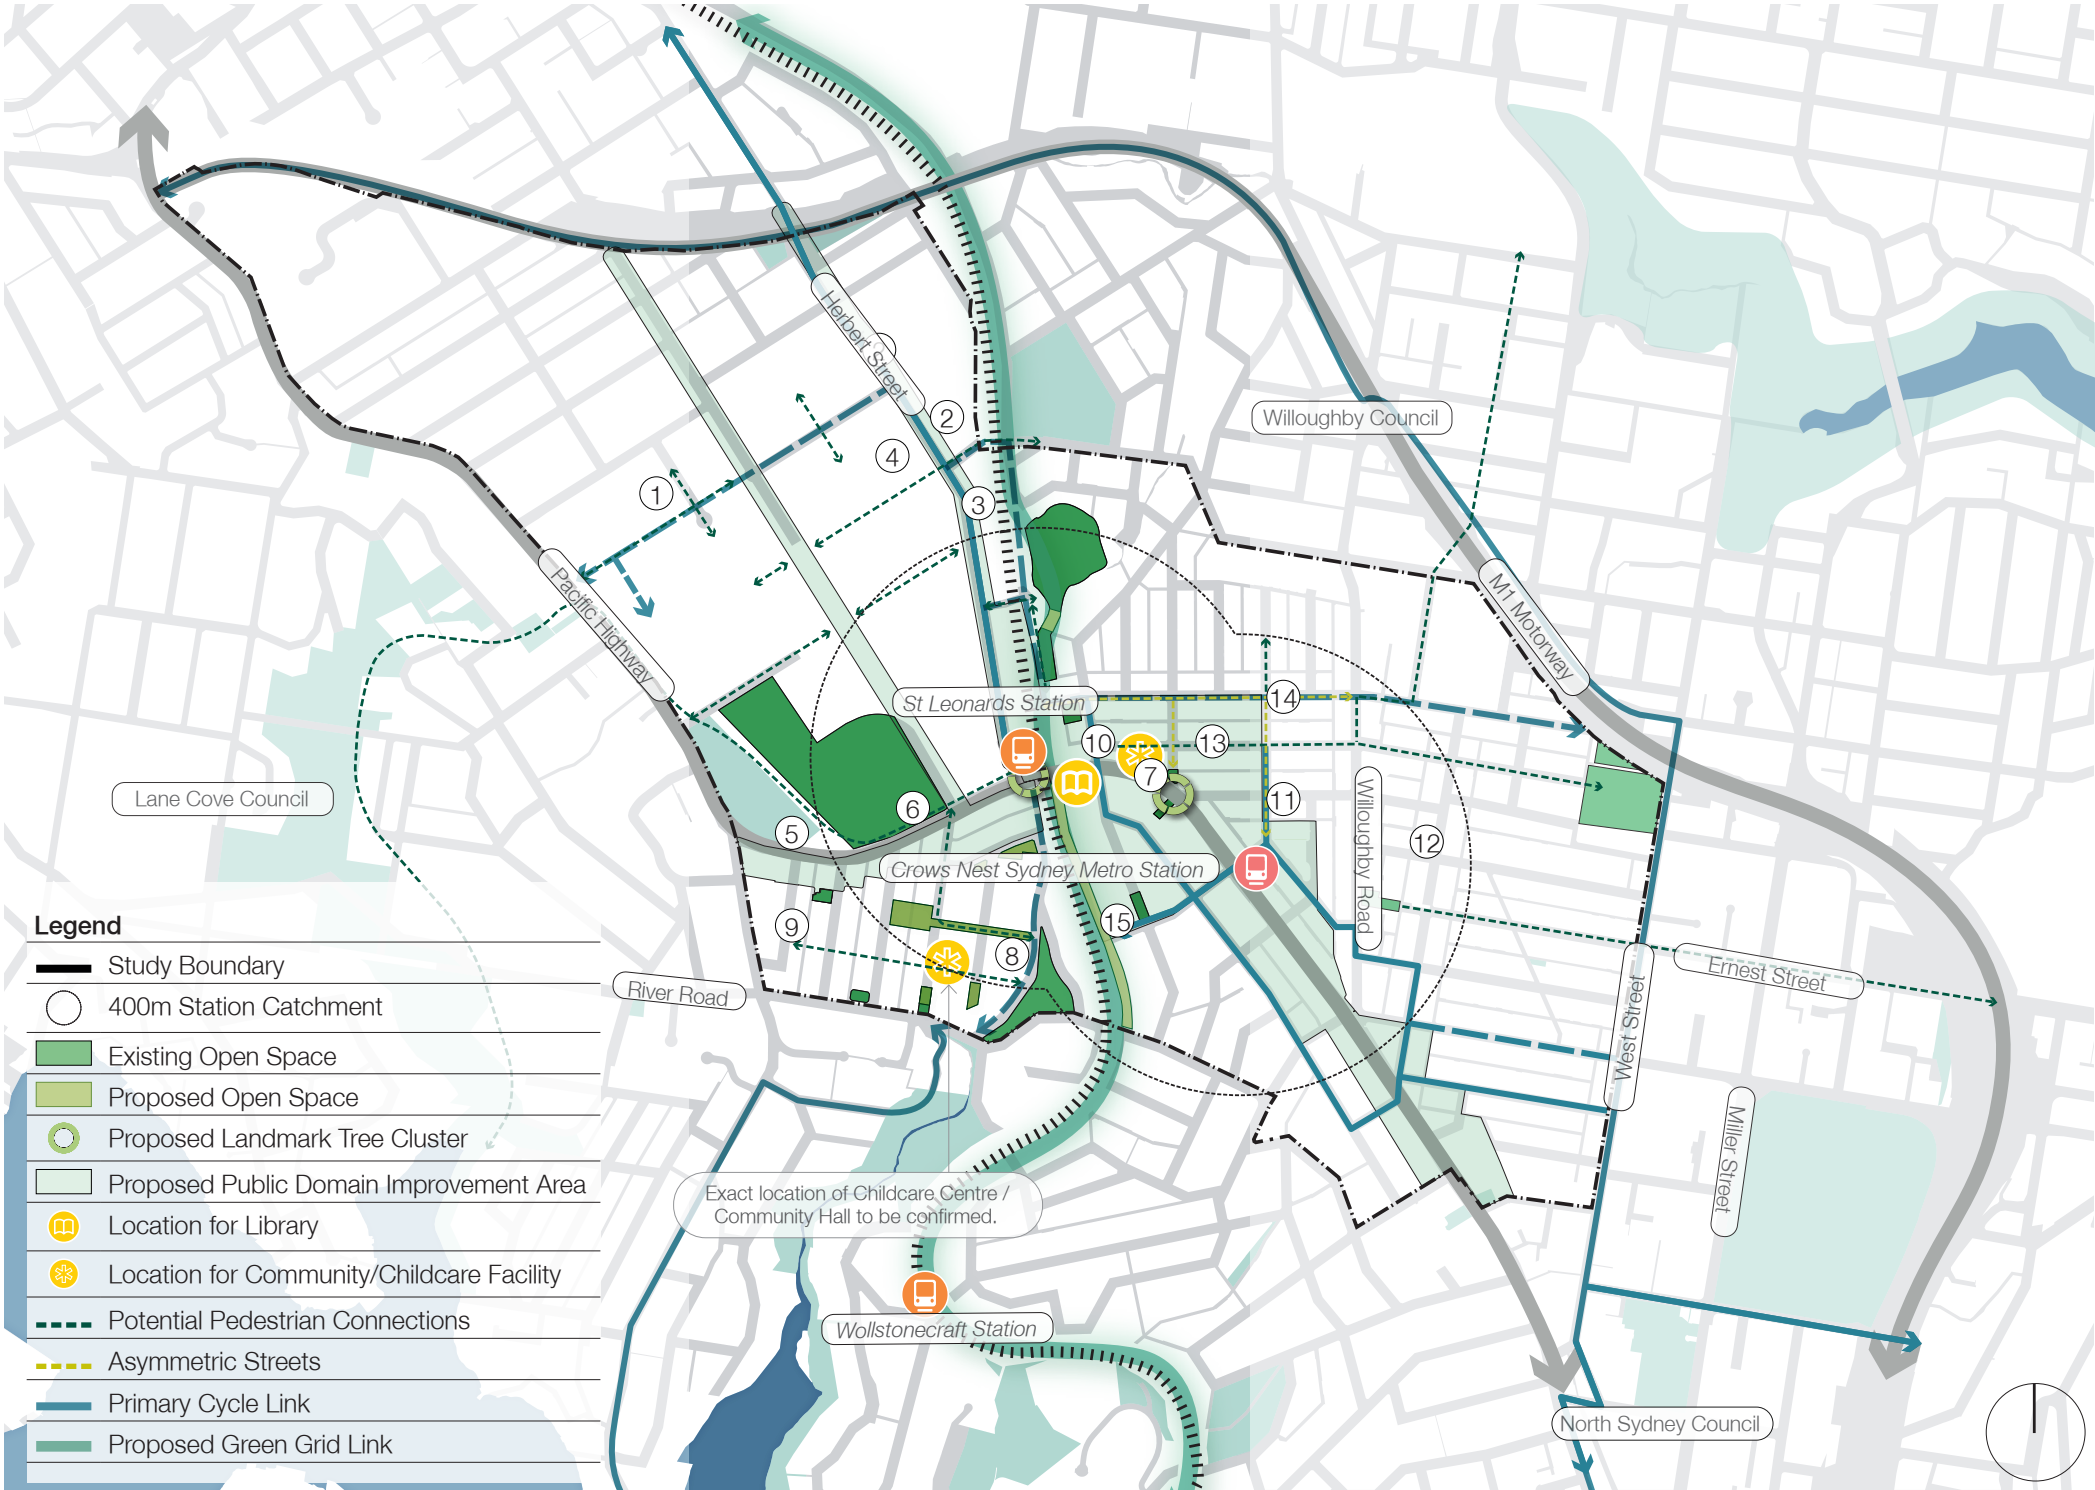 Herbert Street
2
Willoughby Council
4
1
3
M1 Motorway
Pacific Highway
St Leonards Station
14
10
13
7
Lane Cove Council
6
11
5
Willoughby Road
12
Crows Nest Sydney Metro Station
15
9
8
River Road
Ernest Street
West Street
Miller Street
Exact location of Childcare Centre /
Community Hall to be confirmed.
Wollstonecraft Station
North Sydney Council
Legend
Study Boundary
400m Station Catchment
Existing Open Space
Proposed Open Space
Proposed Landmark Tree Cluster
Proposed Public Domain Improvement Area
Location for Library
Location for Community/Childcare Facility
Potential Pedestrian Connections
Asymmetric Streets
Primary Cycle Link
Proposed Green Grid Link